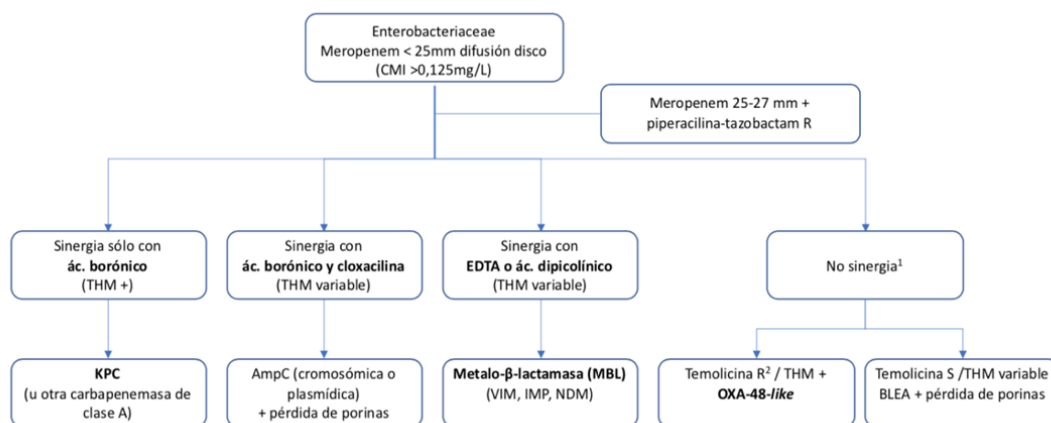 Enterobacteriaceae
Meropenem < 25mm difusión disco
(CMI >0,125mg/L)
Meropenem 25-27 mm +
piperacilina-tazobactam R
Sinergia sólo con
ác. borónico
(THM +)
Sinergia con
ác. borónico y cloxacilina
(THM variable)
Sinergia con
EDTA o ác. dipicolínico
(THM variable)
No sinergia¹
KPC
(u otra carbapenemasa de
clase A)
AmpC (cromosómica o
plasmídica)
+ pérdida de porinas
Metalo-β-lactamasa (MBL)
(VIM, IMP, NDM)
Temolicina R² / THM +
OXA-48-like
Temolicina S /THM variable
BLEA + pérdida de porinas